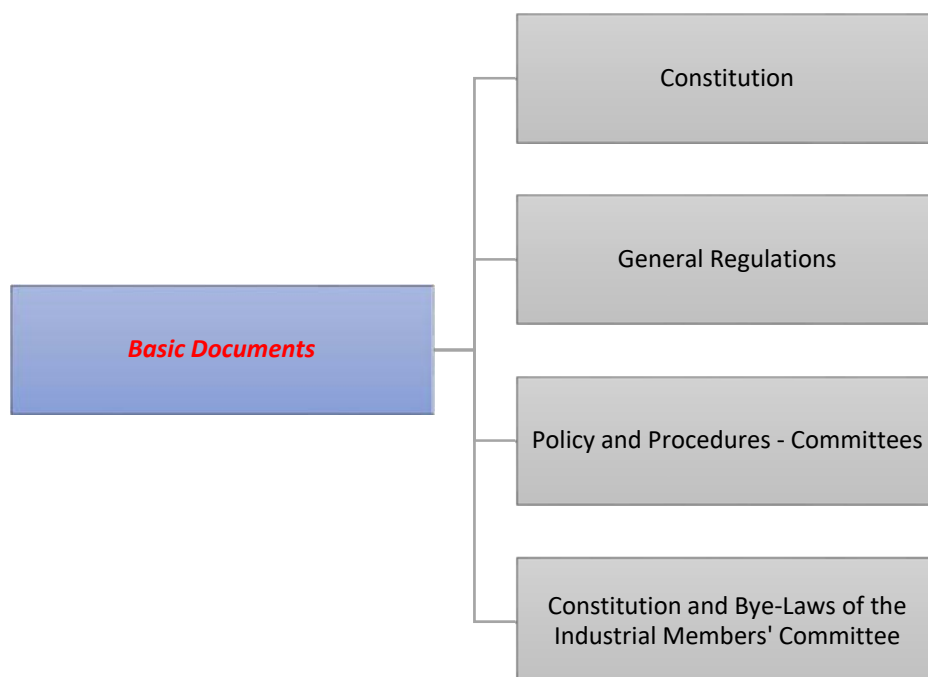 Constitution
General Regulations
Basic Documents
Policy and Procedures - Committees
Constitution and Bye-Laws of the
Industrial Members' Committee